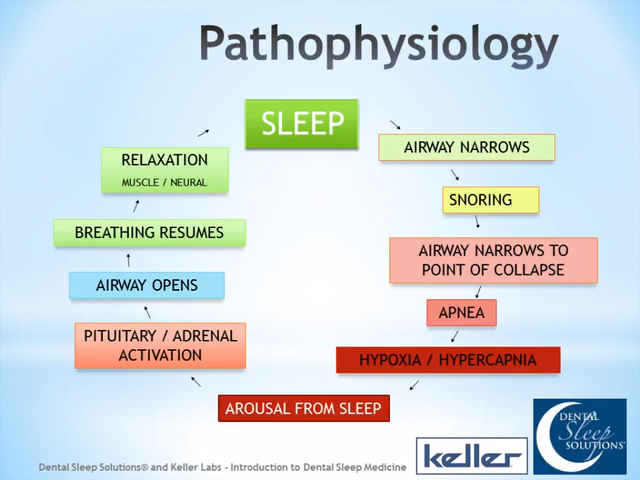 Pathophysiology
SLEEP
AIRWAY NARROWS
SNORING
AIRWAY NARROWS TO
POINT OF COLLAPSE
APNEA
HYPOXIA / HYPERCAPNIA
AROUSAL FROM SLEEP
PITUITARY / ADRENAL
ACTIVATION
AIRWAY OPENS
BREATHING RESUMES
RELAXATION
MUSCLE / NEURAL
Dental Sleep Solutions® and Keller Labs - Introduction to Dental Sleep Medicine
keller
DENTAL
Sleep
SOLUTIONS